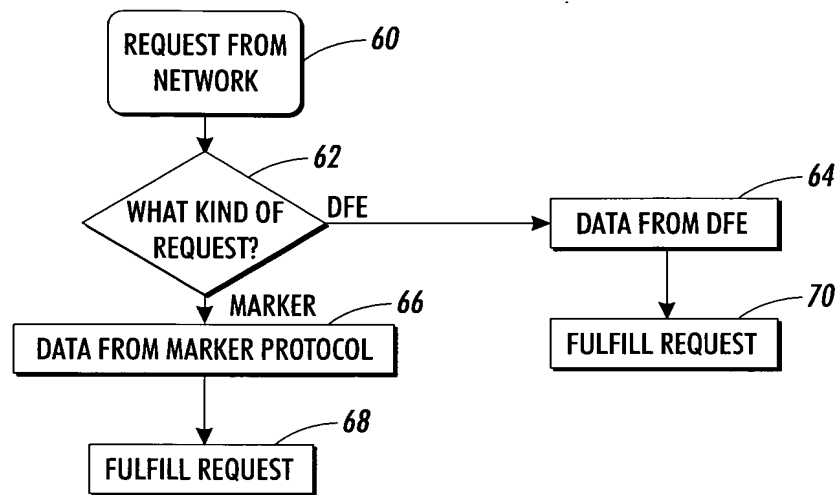 REQUEST FROM
NETWORK
60
62
WHAT KIND OF
REQUEST?
DFE
64
DATA FROM DFE
MARKER
66
DATA FROM MARKER PROTOCOL
70
FULFILL REQUEST
68
FULFILL REQUEST